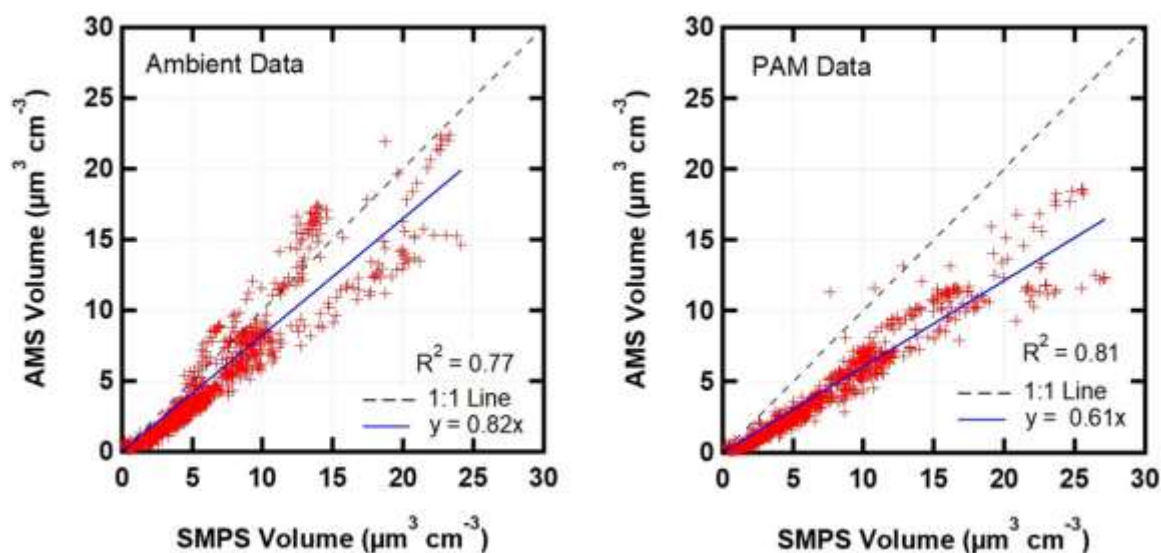 30
25
20
15
10
5
0
AMS Volume (µm³ cm⁻³)
Ambient Data
R² = 0.77
1:1 Line
y = 0.82x
0 5 10 15 20 25 30
SMPS Volume (µm³ cm⁻³)
30
25
20
15
10
5
0
AMS Volume (µm³ cm⁻³)
PAM Data
R² = 0.81
1:1 Line
y = 0.61x
0 5 10 15 20 25 30
SMPS Volume (µm³ cm⁻³)